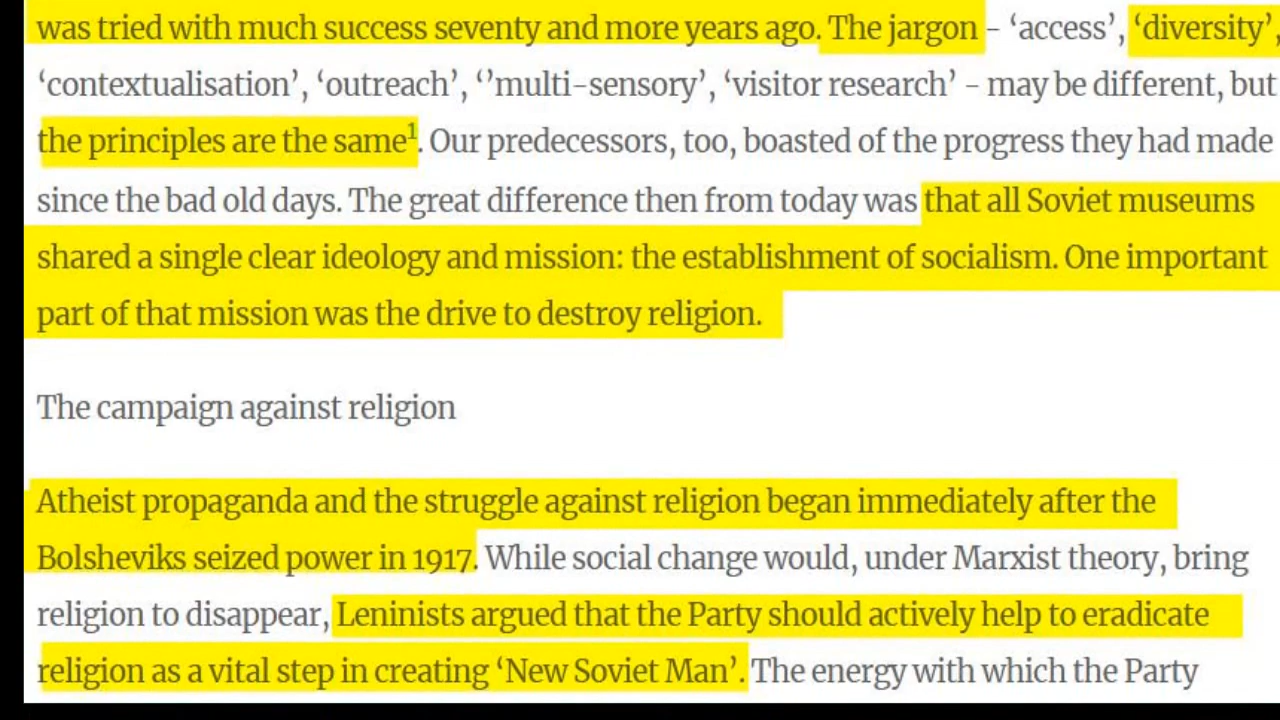 was tried with much success seventy and more years ago. The jargon – ‘access’, ‘diversity’,
‘contextualisation’, ‘outreach’, ‘’multi-sensory’, ‘visitor research’ – may be different, but
the principles are the same¹. Our predecessors, too, boasted of the progress they had made
since the bad old days. The great difference then from today was that all Soviet museums
shared a single clear ideology and mission: the establishment of socialism. One important
part of that mission was the drive to destroy religion.
The campaign against religion
Atheist propaganda and the struggle against religion began immediately after the
Bolsheviks seized power in 1917. While social change would, under Marxist theory, bring
religion to disappear, Leninists argued that the Party should actively help to eradicate
religion as a vital step in creating ‘New Soviet Man’. The energy with which the Party